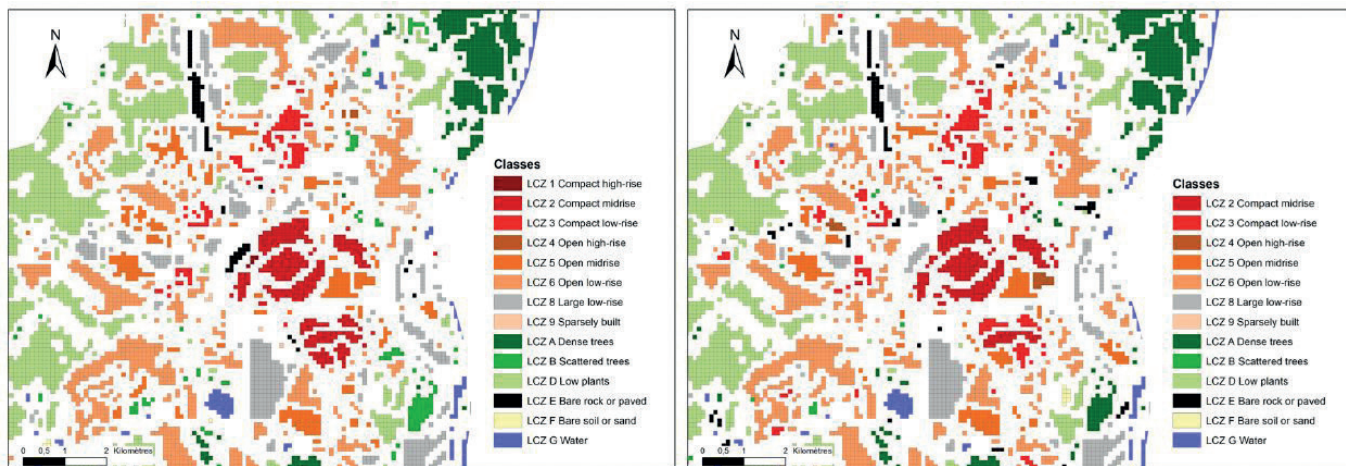 N
Classes
LCZ 1 Compact high-rise
LCZ 2 Compact midrise
LCZ 3 Compact low-rise
LCZ 4 Open high-rise
LCZ 5 Open midrise
LCZ 6 Open low-rise
LCZ 8 Large low-rise
LCZ 9 Sparsely built
LCZ A Dense trees
LCZ B Scattered trees
LCZ D Low plants
LCZ E Bare rock or paved
LCZ F Bare soil or sand
LCZ G Water
0 0,5 1 2 Kilomètres
N
Classes
LCZ 2 Compact midrise
LCZ 3 Compact low-rise
LCZ 4 Open high-rise
LCZ 5 Open midrise
LCZ 6 Open low-rise
LCZ 8 Large low-rise
LCZ 9 Sparsely built
LCZ A Dense trees
LCZ B Scattered trees
LCZ D Low plants
LCZ E Bare rock or paved
LCZ F Bare soil or sand
LCZ G Water
0 0,5 1 2 Kilomètres